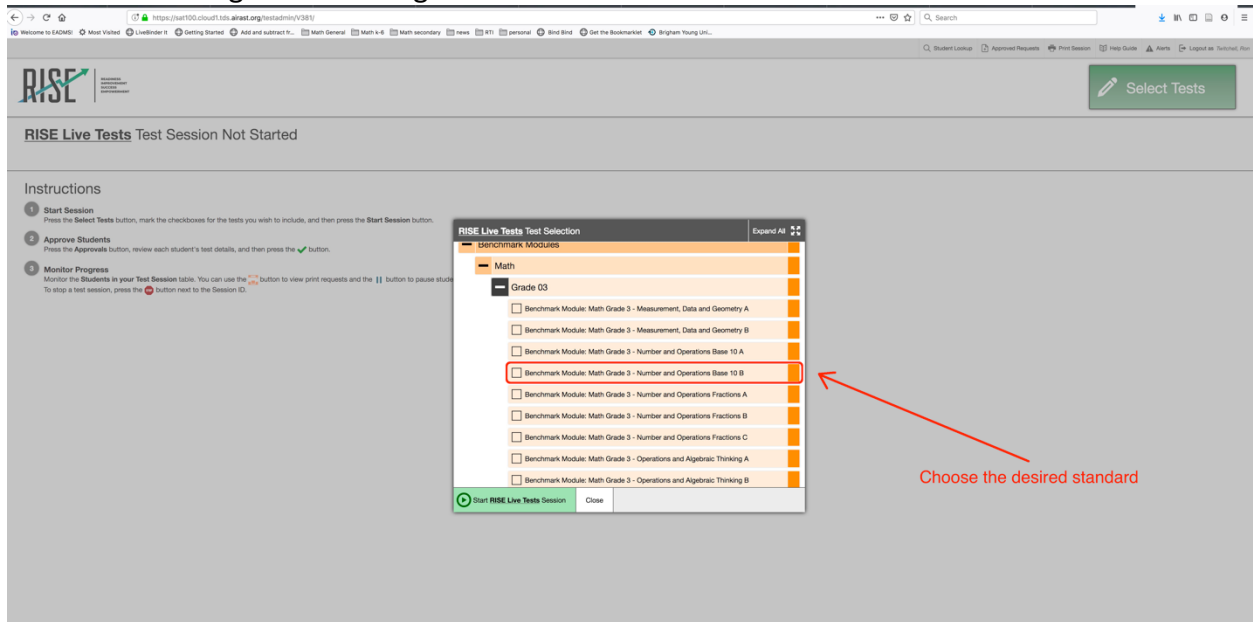 https://sat100.cloud1.tds.airast.org/testadmin/V381/
Search
Welcome to EADMS! Most Visited LiveBinder It Getting Started Add and subtract fr... Math General Math k-6 Math secondary news RTI personal Bind Bind Get the Bookmarklet Brigham Young Uni...
Student Lookup Approved Requests Print Session Help Guide Alerts Logout as
RISE
READINESS
IMPROVEMENT
SUCCESS
EMPOWERMENT
Select Tests
RISE Live Tests Test Session Not Started
Instructions
1 Start Session
Press the Select Tests button, mark the checkboxes for the tests you wish to include, and then press the Start Session button.
2 Approve Students
Press the Approvals button, review each student's test details, and then press the button.
3 Monitor Progress
Monitor the Students in your Test Session table. You can use the button to view print requests and the button to pause stude
To stop a test session, press the button next to the Session ID.
RISE Live Tests Test Selection Expand All
Benchmark Modules
Math
Grade 03
Benchmark Module: Math Grade 3 - Measurement, Data and Geometry A
Benchmark Module: Math Grade 3 - Measurement, Data and Geometry B
Benchmark Module: Math Grade 3 - Number and Operations Base 10 A
Benchmark Module: Math Grade 3 - Number and Operations Base 10 B
Benchmark Module: Math Grade 3 - Number and Operations Fractions A
Benchmark Module: Math Grade 3 - Number and Operations Fractions B
Benchmark Module: Math Grade 3 - Number and Operations Fractions C
Benchmark Module: Math Grade 3 - Operations and Algebraic Thinking A
Benchmark Module: Math Grade 3 - Operations and Algebraic Thinking B
Start RISE Live Tests Session Close
Choose the desired standard